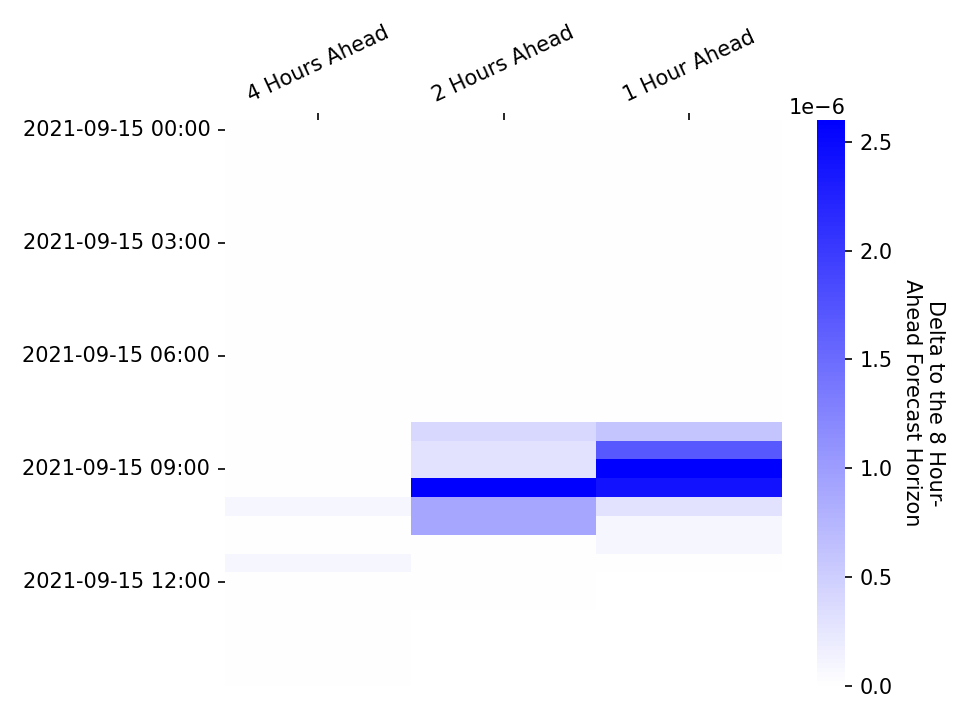 4 Hours Ahead
2 Hours Ahead
1 Hour Ahead
1e−6
2021-09-15 00:00
2021-09-15 03:00
2021-09-15 06:00
2021-09-15 09:00
2021-09-15 12:00
2.5
2.0
1.5
1.0
0.5
0.0
Delta to the 8 Hour-
Ahead Forecast Horizon